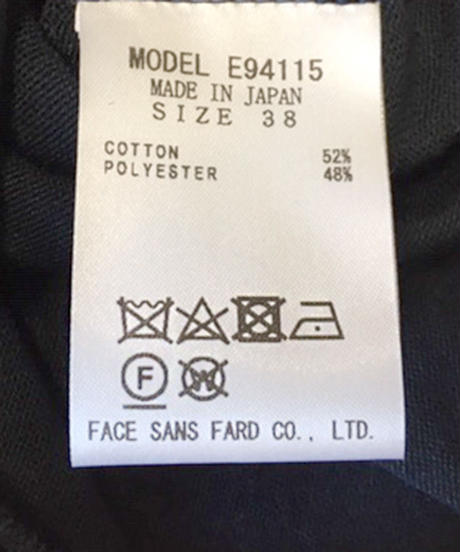 MODEL E94115
MADE IN JAPAN
SIZE 38
COTTON 52%
POLYESTER 48%
F W
FACE SANS FARD CO., LTD.